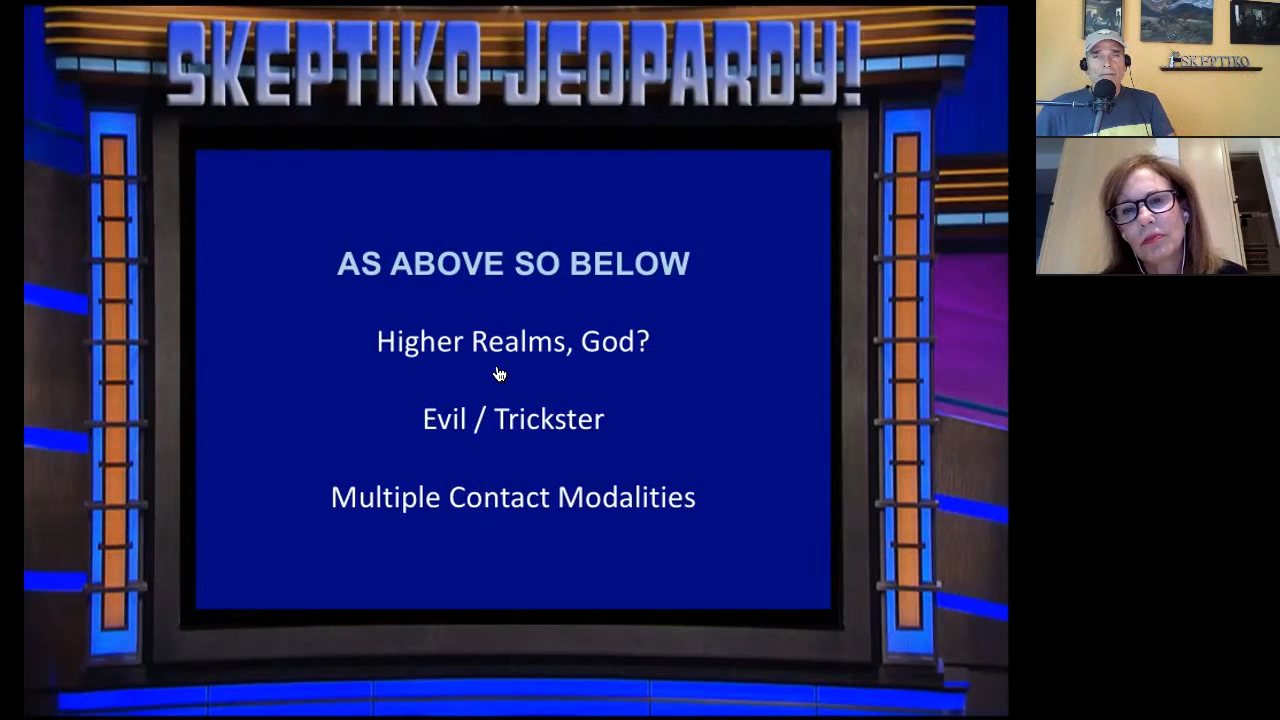 SKEPTIKO JEOPARDY!
SKEPTIKO
AS ABOVE SO BELOW
Higher Realms, God?
Evil / Trickster
Multiple Contact Modalities